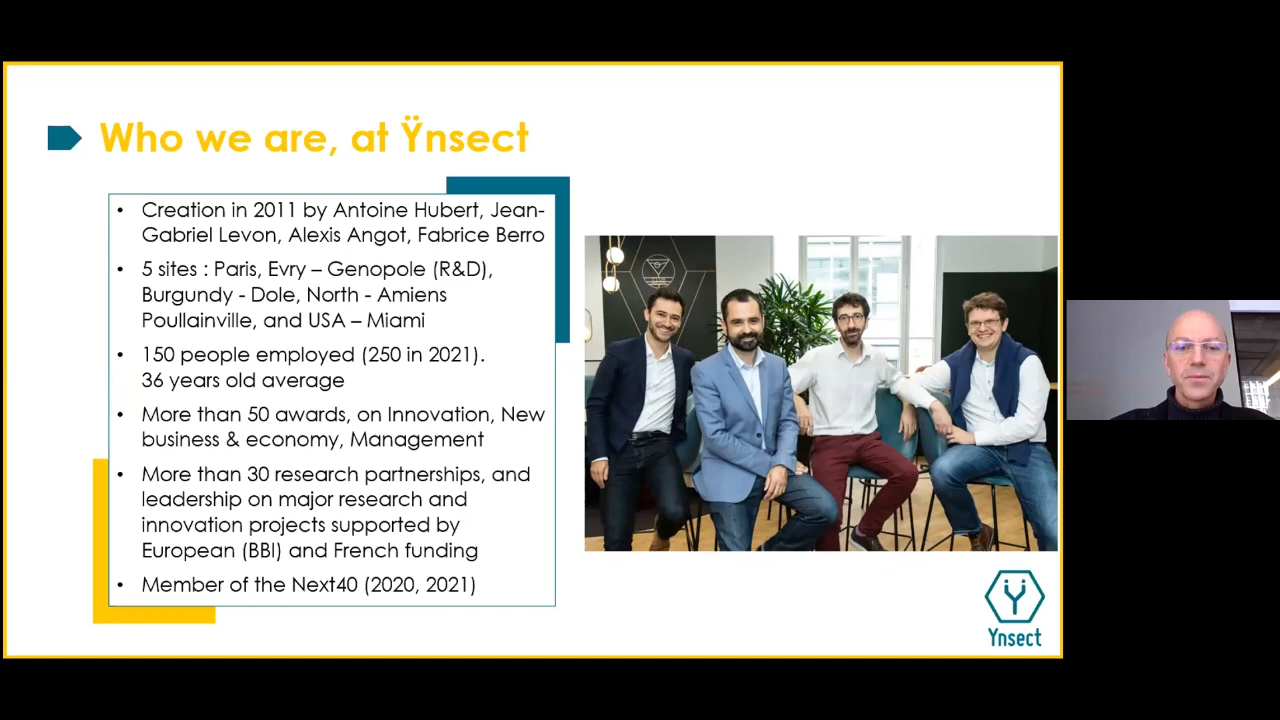 Who we are, at Ÿnsect
• Creation in 2011 by Antoine Hubert, Jean-
Gabriel Levon, Alexis Angot, Fabrice Berro
• 5 sites : Paris, Evry – Genopole (R&D),
Burgundy - Dole, North - Amiens
Poullainville, and USA – Miami
• 150 people employed (250 in 2021).
36 years old average
• More than 50 awards, on Innovation, New
business & economy, Management
• More than 30 research partnerships, and
leadership on major research and
innovation projects supported by
European (BBI) and French funding
• Member of the Next40 (2020, 2021)
Ynsect